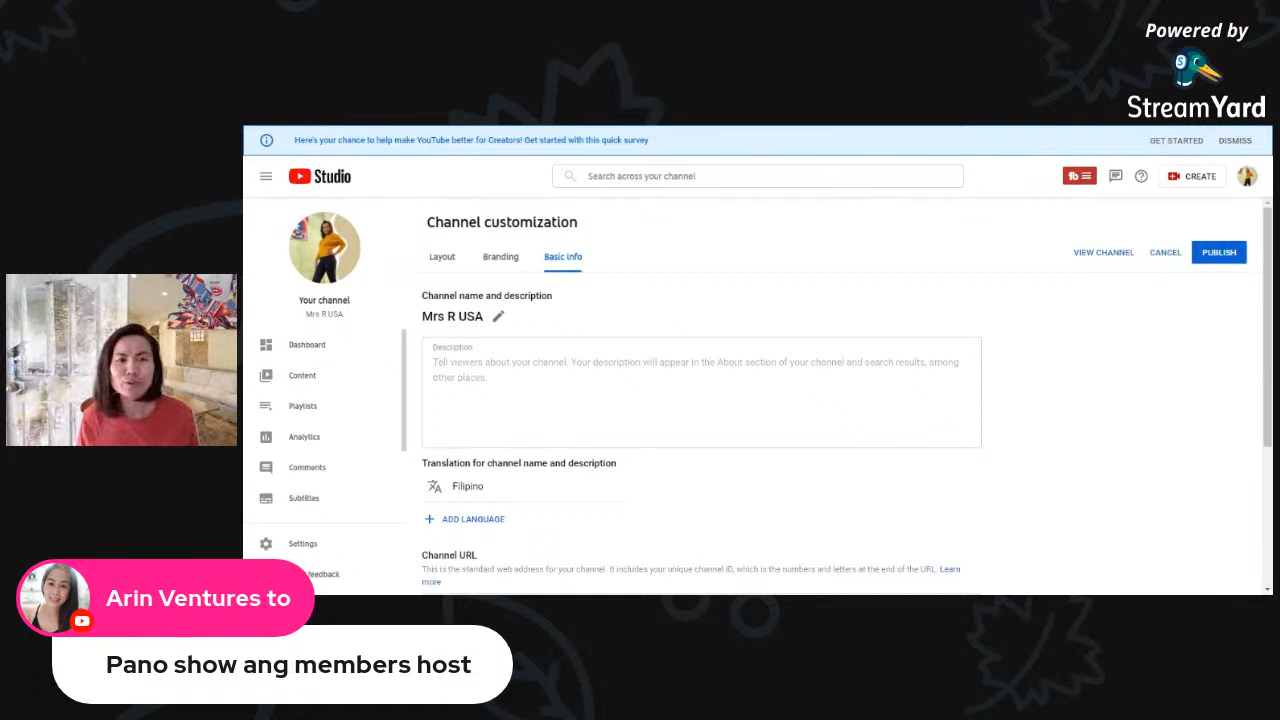 Powered by
StreamYard
Here's your chance to help make YouTube better for Creators! Get started with this quick survey
GET STARTED
DISMISS
Studio
Search across your channel
CREATE
Channel customization
Layout
Branding
Basic info
VIEW CHANNEL
CANCEL
PUBLISH
Your channel
Mrs R USA
Dashboard
Content
Playlists
Analytics
Comments
Subtitles
Settings
feedback
Channel name and description
Mrs R USA
Description
Tell viewers about your channel. Your description will appear in the About section of your channel and search results, among
other places.
Translation for channel name and description
Filipino
ADD LANGUAGE
Channel URL
This is the standard web address for your channel. It includes your unique channel ID, which is the numbers and letters at the end of the URL. Learn
more
Arin Ventures to
Pano show ang members host